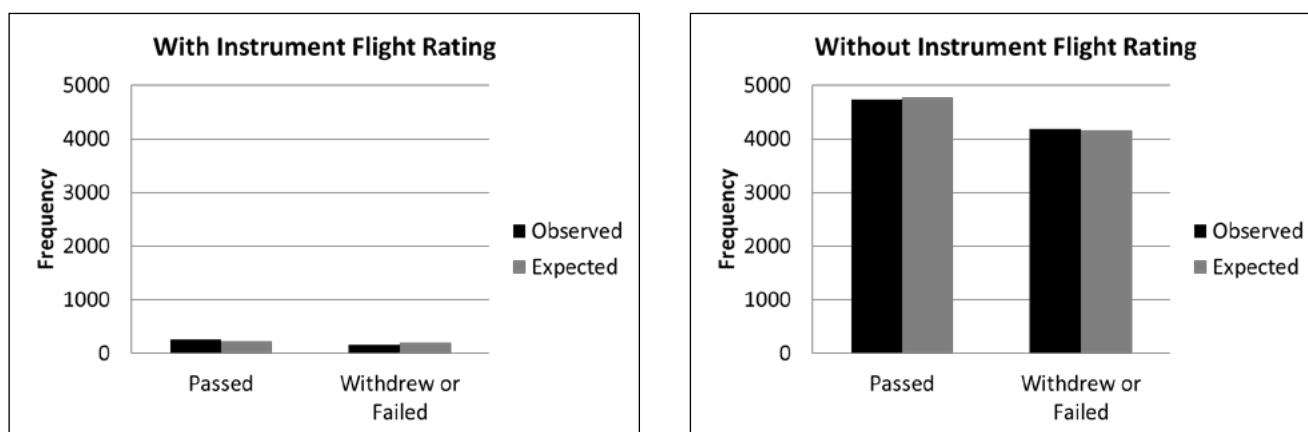 With Instrument Flight Rating
5000
4000
3000
2000
1000
0
Frequency
Passed
Withdrew or
Failed
Observed
Expected
Without Instrument Flight Rating
5000
4000
3000
2000
1000
0
Frequency
Passed
Withdrew or
Failed
Observed
Expected